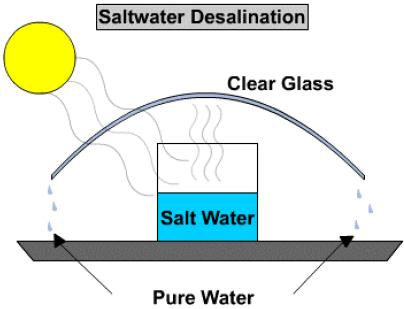 Saltwater Desalination
Clear Glass
Salt Water
Pure Water